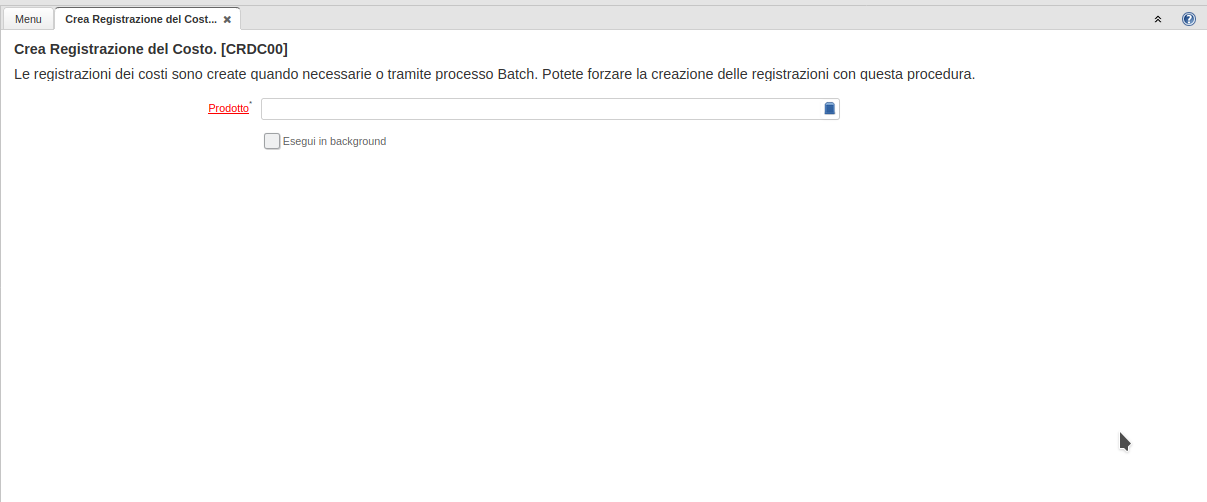 Menu
Crea Registrazione del Cost...
Crea Registrazione del Costo. [CRDC00]
Le registrazioni dei costi sono create quando necessarie o tramite processo Batch. Potete forzare la creazione delle registrazioni con questa procedura.
Prodotto*
Esegui in background